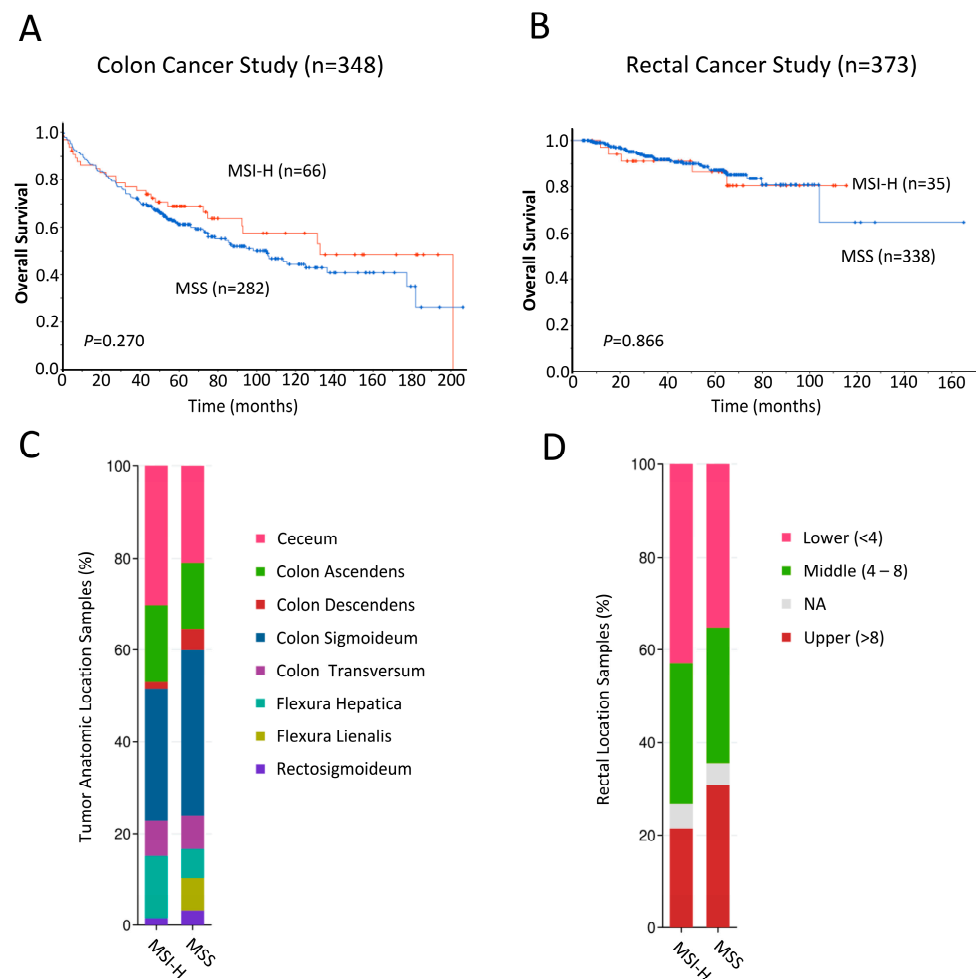 A
Colon Cancer Study (n=348)
Overall Survival
1.0
0.8
0.6
0.4
0.2
0.0
MSI-H (n=66)
MSS (n=282)
P=0.270
0 20 40 60 80 100 120 140 160 180 200
Time (months)
B
Rectal Cancer Study (n=373)
Overall Survival
1.0
0.8
0.6
0.4
0.2
0.0
MSI-H (n=35)
MSS (n=338)
P=0.866
0 20 40 60 80 100 120 140 160
Time (months)
C
Tumor Anatomic Location Samples (%)
100
80
60
40
20
0
MSI-H
MSS
Ceceum
Colon Ascendens
Colon Descendens
Colon Sigmoideum
Colon Transversum
Flexura Hepatica
Flexura Lienalis
Rectosigmoideum
D
Rectal Location Samples (%)
100
80
60
40
20
0
MSI-H
MSS
Lower (<4)
Middle (4 – 8)
NA
Upper (>8)